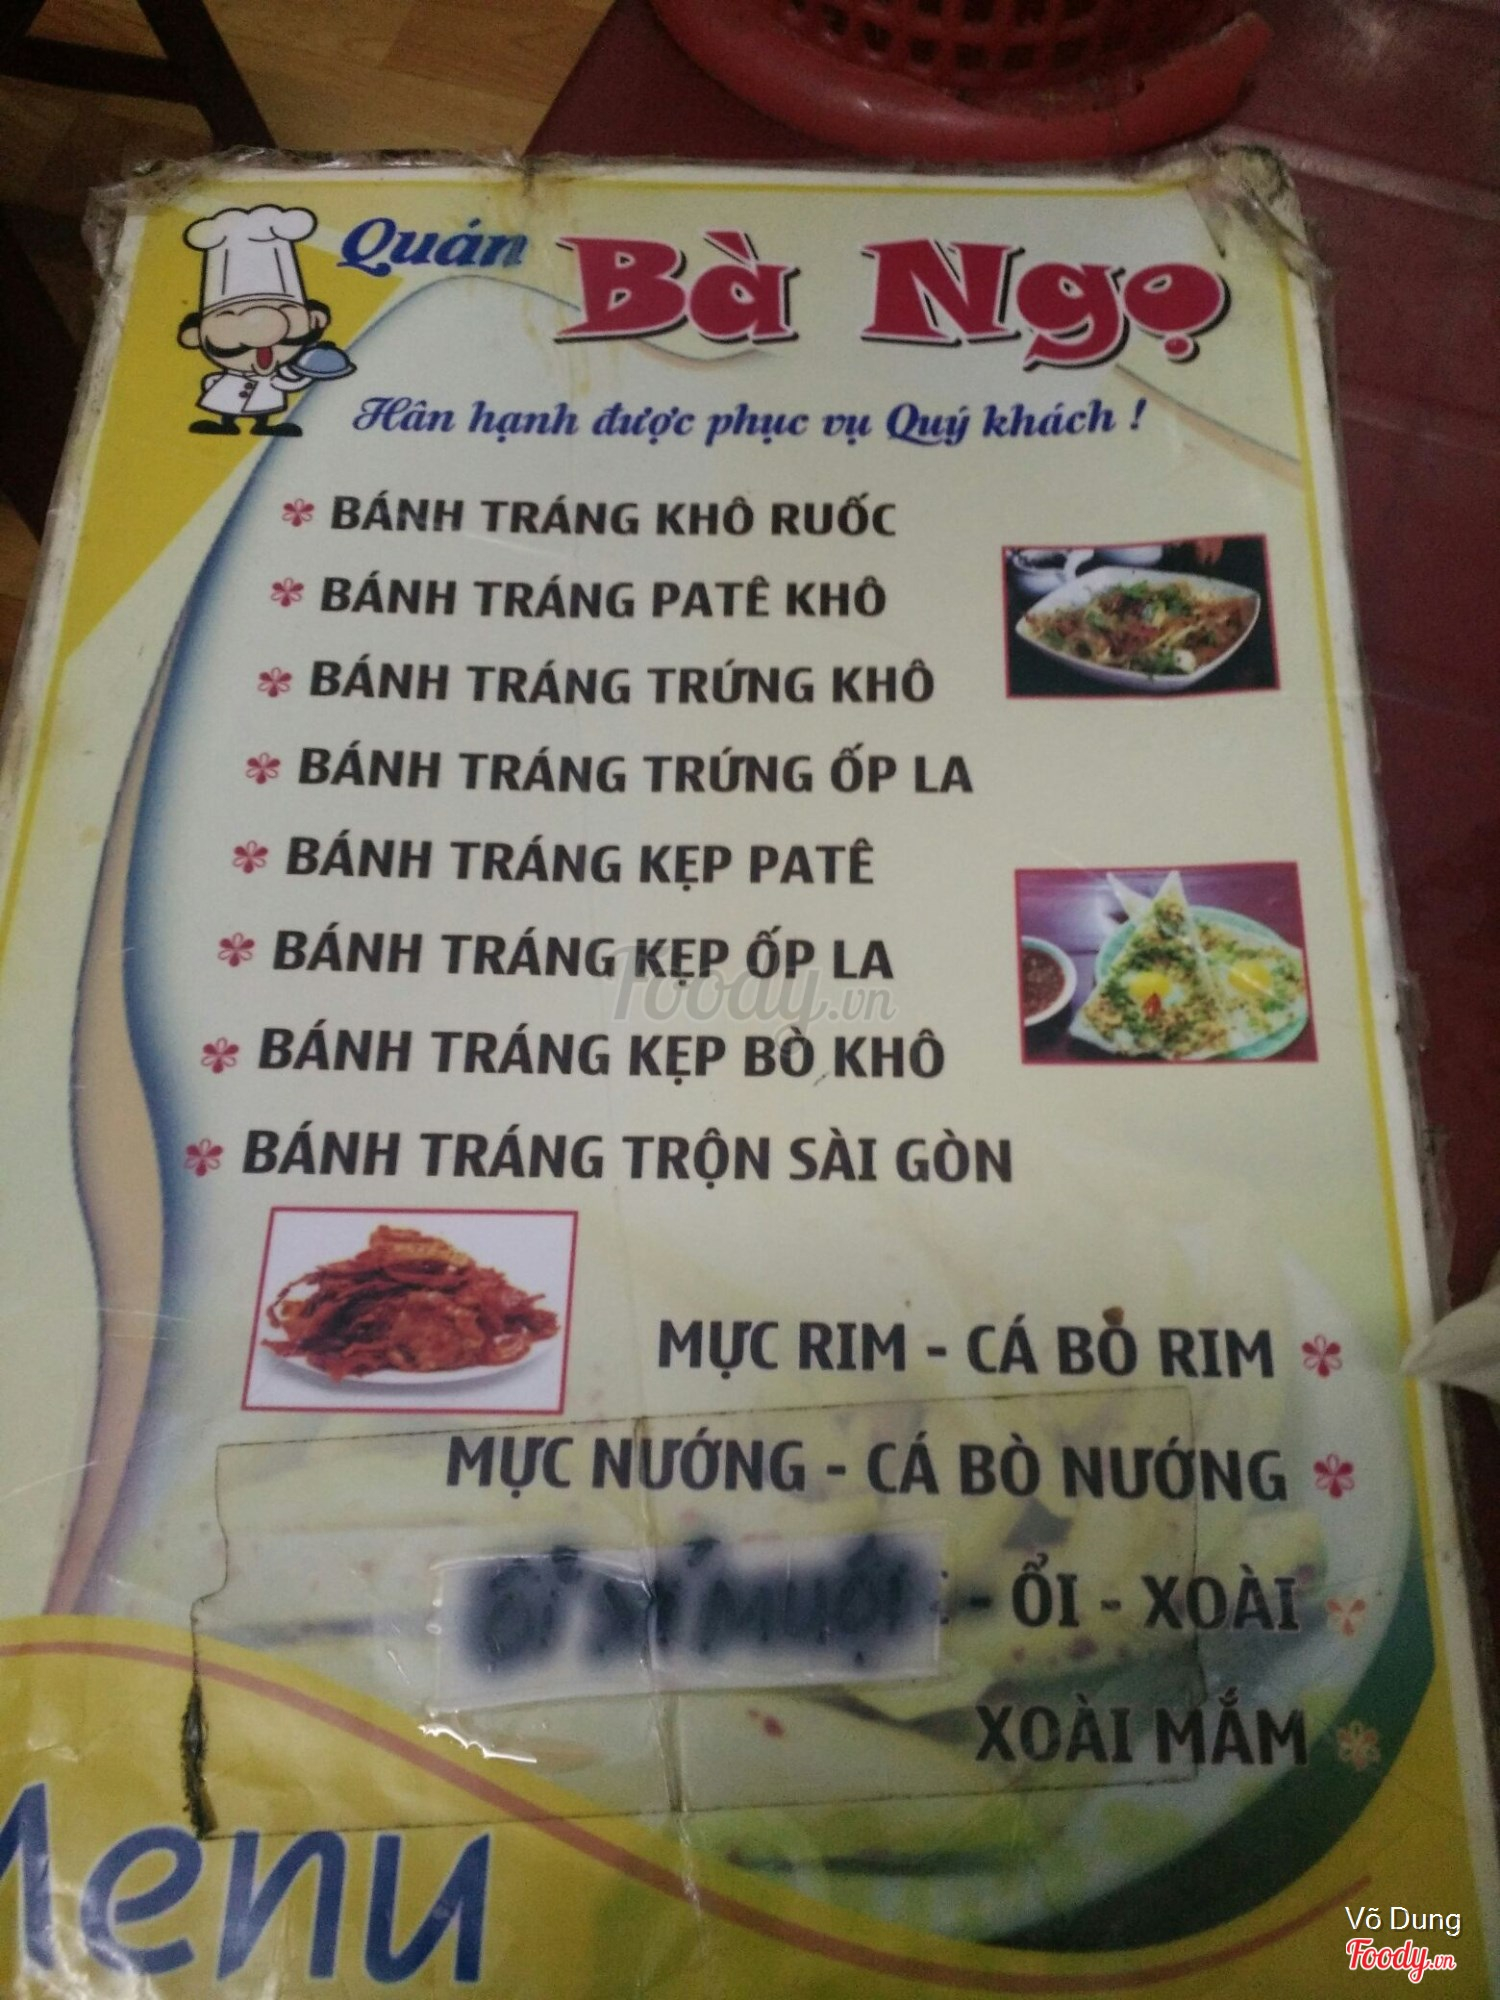 Quán Bà Ngọ
Hân hạnh được phục vụ Quý khách !
BÁNH TRÁNG KHÔ RUỐC
BÁNH TRÁNG PATÊ KHÔ
BÁNH TRÁNG TRỨNG KHÔ
BÁNH TRÁNG TRỨNG ỐP LA
BÁNH TRÁNG KẸP PATÊ
BÁNH TRÁNG KẸP ỐP LA
BÁNH TRÁNG KẸP BÒ KHÔ
BÁNH TRÁNG TRỘN SÀI GÒN
MỰC RIM - CÁ BÒ RIM
MỰC NƯỚNG - CÁ BÒ NƯỚNG
- ỔI - XOÀI
XOÀI MẮM
Menu
Foody.vn
Võ Dung
Foody.vn